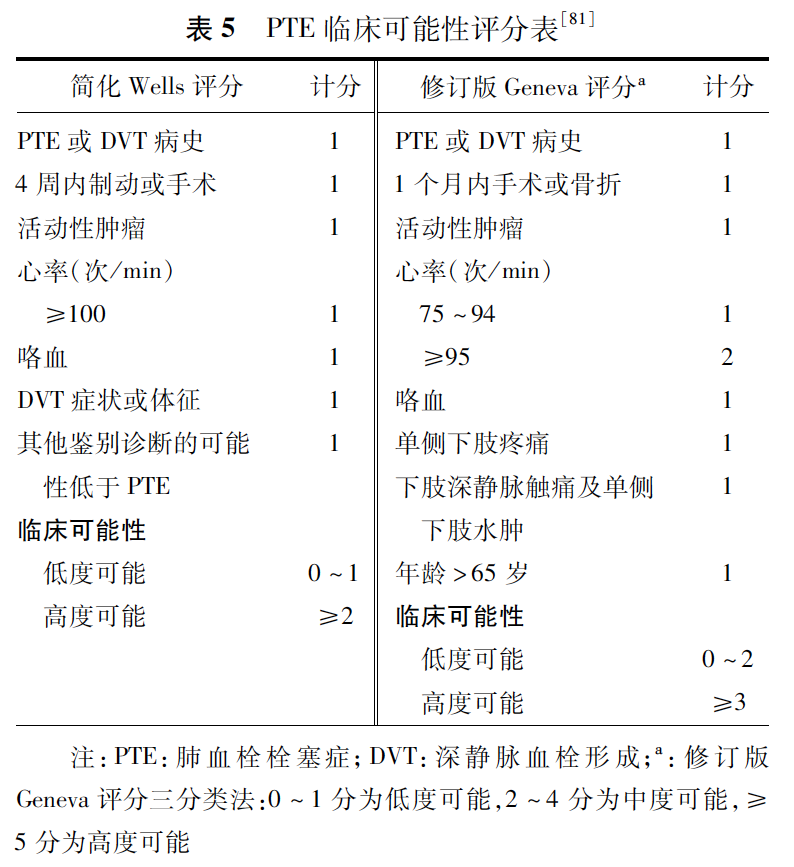 表 5 PTE 临床可能性评分表[81]
简化 Wells 评分 计分
PTE 或 DVT 病史 1
4 周内制动或手术 1
活动性肿瘤 1
心率(次/min)
≥100 1
咯血 1
DVT 症状或体征 1
其他鉴别诊断的可能 1
性低于 PTE
临床可能性
低度可能 0~1
高度可能 ≥2
修订版 Geneva 评分a 计分
PTE 或 DVT 病史 1
1 个月内手术或骨折 1
活动性肿瘤 1
心率(次/min)
75~94 1
≥95 2
咯血 1
单侧下肢疼痛 1
下肢深静脉触痛及单侧 1
下肢水肿
年龄>65 岁 1
临床可能性
低度可能 0~2
高度可能 ≥3
注:PTE:肺血栓栓塞症;DVT:深静脉血栓形成;a:修订版
Geneva 评分三分类法:0~1 分为低度可能,2~4 分为中度可能,≥
5 分为高度可能